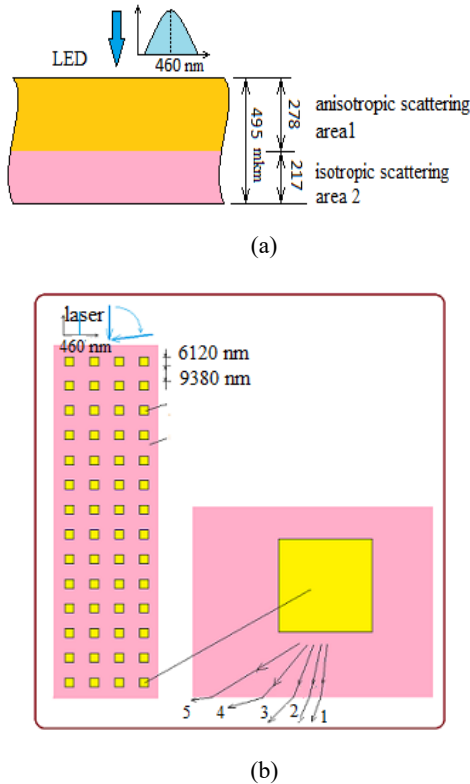 LED
460 nm
495 mkm
278
217
anisotropic scattering
area1
isotropic scattering
area 2
(a)
laser
460 nm
6120 nm
9380 nm
5 4 3 2 1
(b)